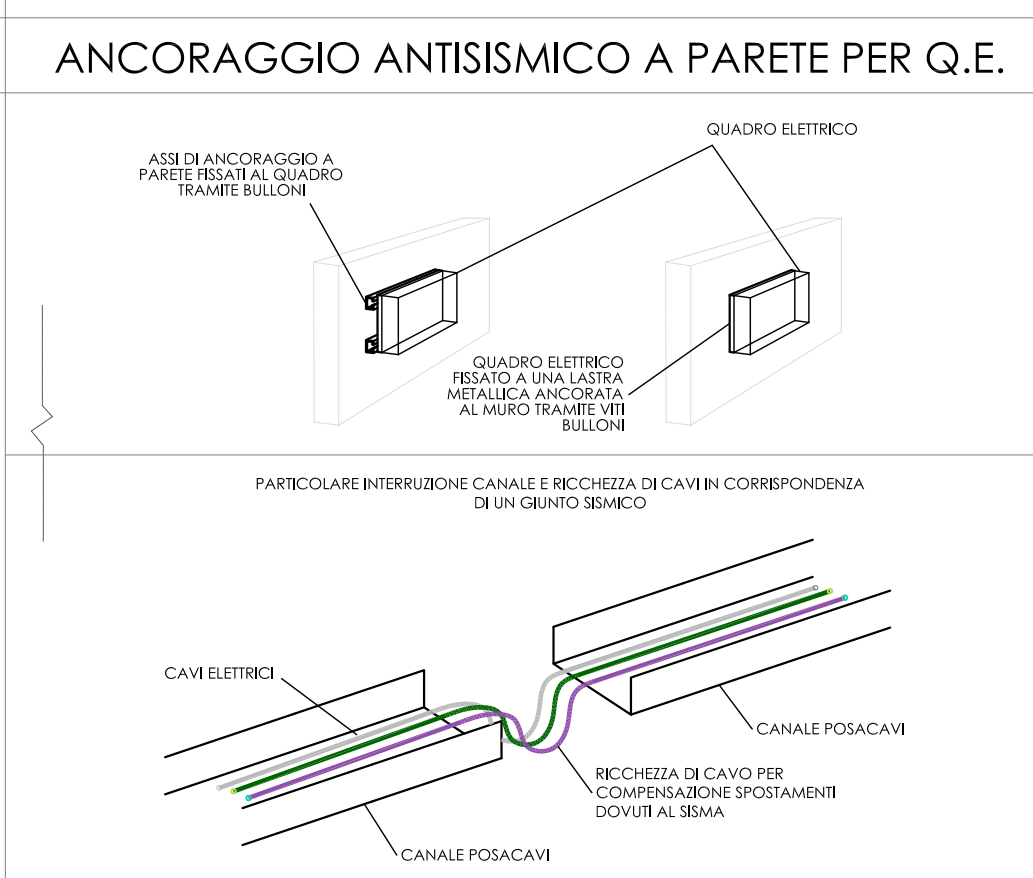 ANCORAGGIO ANTISISMICO A PARETE PER Q.E.
QUADRO ELETTRICO
ASSI DI ANCORAGGIO A
PARETE FISSATI AL QUADRO
TRAMITE BULLONI
QUADRO ELETTRICO
FISSATO A UNA LASTRA
METALLICA ANCORATA
AL MURO TRAMITE VITI
BULLONI
PARTICOLARE INTERRUZIONE CANALE E RICCHEZZA DI CAVI IN CORRISPONDENZA
DI UN GIUNTO SISMICO
CAVI ELETTRICI
CANALE POSACAVI
RICCHEZZA DI CAVO PER
COMPENSAZIONE SPOSTAMENTI
DOVUTI AL SISMA
CANALE POSACAVI